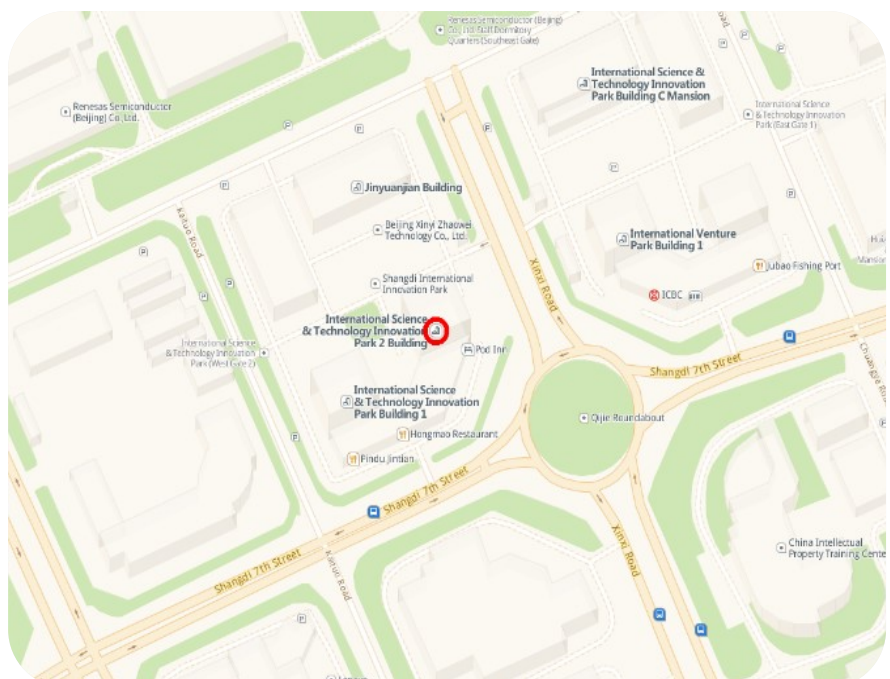 Renesas Semiconductor (Beijing)
Co., Ltd. Staff Dormitory
Quarters (Southeast Gate)
Road
International Science &
Technology Innovation
Park Building C Mansion
Renesas Semiconductor
(Beijing) Co., Ltd.
International Science
& Technology Innovation
Park (East Gate 1)
P
P
P
P
P
P
P
Jinyuanjian Building
P
P
Kaituo Road
Beijing Xinyi Zhaowei
Technology Co., Ltd.
International Venture
Park Building 1
P
Mansion
Jubao Fishing Port
Xinxi Road
Shangdi International
Innovation Park
P
ICBC
ATM
International Science
& Technology Innovation
Park 2 Building
International Science
& Technology Innovation
Park (West Gate 2)
Pod Inn
Shangdi 7th Street
Chuangye Road
International Science
& Technology Innovation
Park Building 1
Qijie Roundabout
P
P
Hongmao Restaurant
Pindu Jintian
Shangdi 7th Street
Xinxi Road
China Intellectual
Property Training Cente
Shangdi 7th Street
Kaituo Road
P